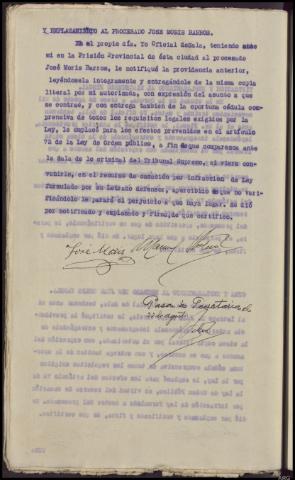 Y EMPLAZAMIENTO AL PROCESADO JOSE MORIS BARROS.
En el propio día. Yo Oficial de Sala, teniendo ante
mi en la Prisión Provincial de ésta ciudad al procesado
José Moris Barros, le notifiqué la providencia anterior,
leyéndosela integramente y entregándole de la misma copia
literal por mi autorizada, con expresión del asunto a que
se contrae, y con entrega también de la oportuna cédula com-
prensiva de todos los requisitos legales exigidos por la
Ley, le emplacé para los efectos prevenidos en el artículo
72 de la Ley de Orden público, a fin de que comparezca ante
la Sala de lo criminal del Tribunal Supremo, si viere con-
venirle, en el recurso de casación por infracción de Ley
formulado por su Letrado defensor, apercibido que no veri-
ficándolo le parará el perjuicio a que haya lugar. Se dió
por notificado y emplazado y firma, de que certifico.
José Moris